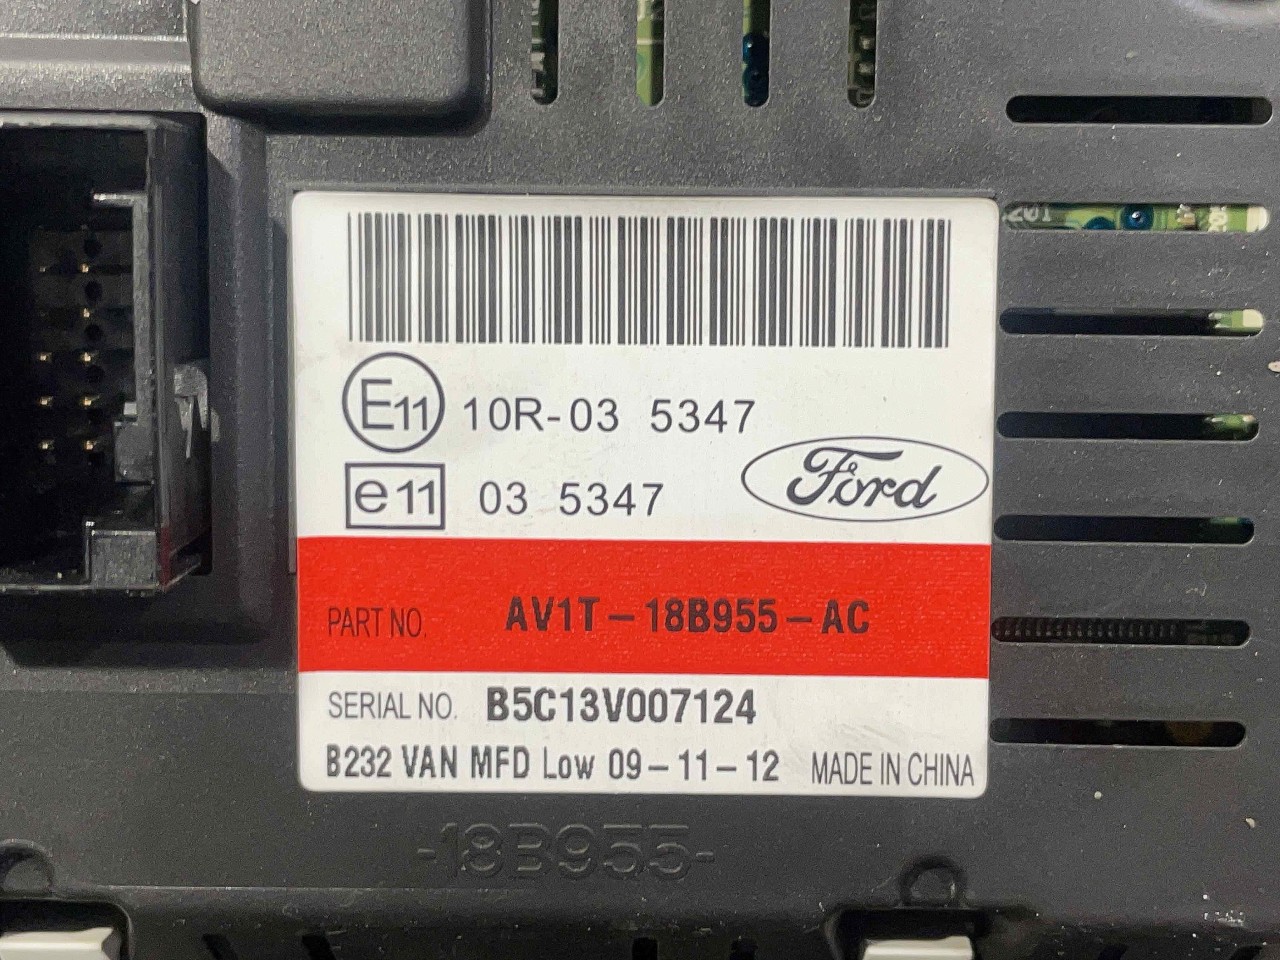 E11 10R-03 5347
e11 03 5347
Ford
PART NO. AV1T-18B955-AC
SERIAL NO. B5C13V007124
B232 VAN MFD Low 09-11-12 MADE IN CHINA
-18B955-